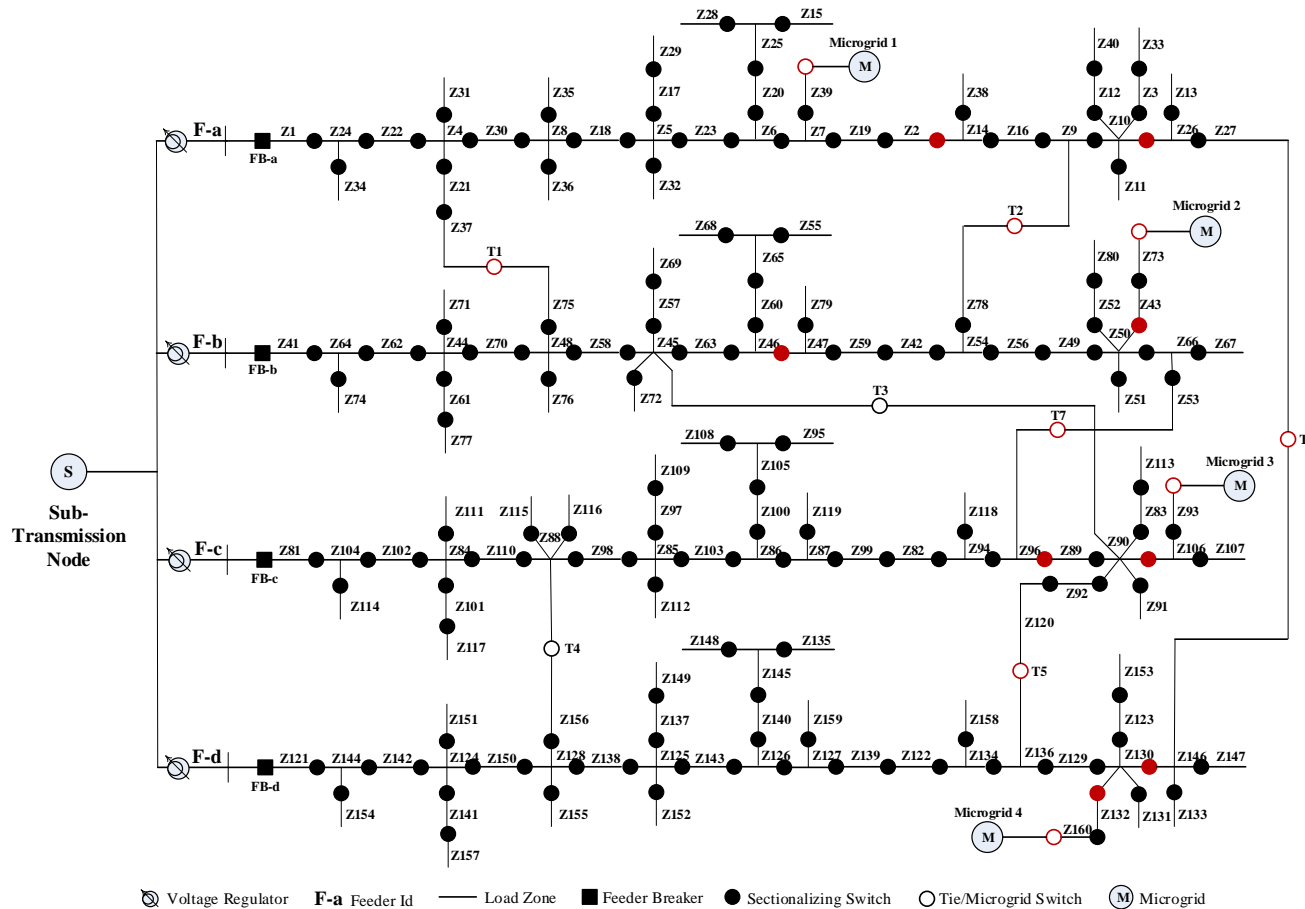 Z28 Z15
Z29 Z25 Microgrid 1 Z40 Z33
M
Z31 Z35 Z17 Z20 Z39 Z38 Z12 Z3 Z13
F-a Z1 Z24 Z22 Z4 Z30 Z8 Z18 Z5 Z23 Z6 Z7 Z19 Z2 Z14 Z16 Z9 Z10 Z26 Z27
FB-a
Z34 Z21 Z36 Z32 Z11
Z37 T2 Microgrid 2
M
Z68 Z55
T1 Z69 Z65 Z80 Z73
Z71 Z75 Z57 Z60 Z79 Z78 Z52 Z43
F-b Z41 Z64 Z62 Z44 Z70 Z48 Z58 Z45 Z63 Z46 Z47 Z59 Z42 Z54 Z56 Z49 Z50 Z66 Z67
FB-b
Z74 Z61 Z76 Z72 Z51 Z53
Z77 T3
T7
T
Z108 Z95
S
Sub-
Transmission
Node
Z109 Z105 Z113 Microgrid 3
M
Z111 Z115 Z116 Z97 Z100 Z119 Z118 Z83 Z93
F-c Z81 Z104 Z102 Z84 Z110 Z88 Z98 Z85 Z103 Z86 Z87 Z99 Z82 Z94 Z96 Z89 Z90 Z106 Z107
FB-c
Z114 Z101 Z112 Z92 Z91
Z117 Z120
T4 T5
Z148 Z135
Z149 Z145 Z153
Z151 Z156 Z137 Z140 Z159 Z158 Z123
F-d Z121 Z144 Z142 Z124 Z150 Z128 Z138 Z125 Z143 Z126 Z127 Z139 Z122 Z134 Z136 Z129 Z130 Z146 Z147
FB-d
Z154 Z141 Z155 Z152 Z132 Z131 Z133
Z157 Microgrid 4
M Z160
Voltage Regulator F-a Feeder Id Load Zone Feeder Breaker Sectionalizing Switch Tie/Microgrid Switch M Microgrid